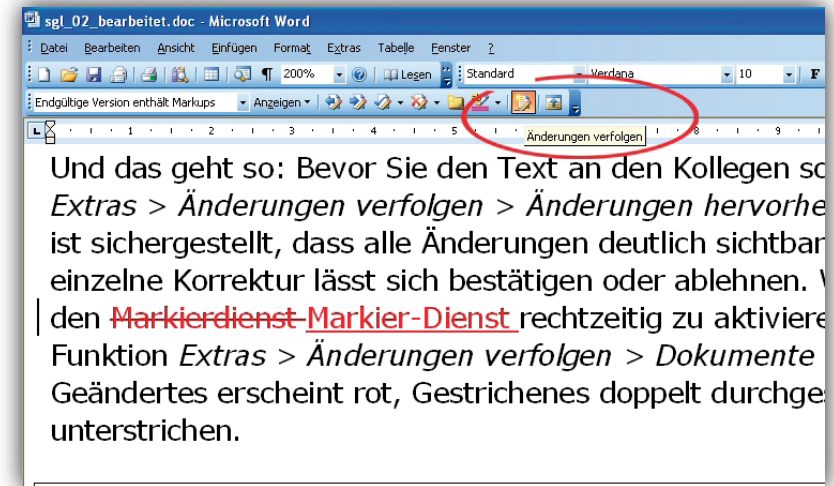 sgl_02_bearbeitet.doc - Microsoft Word
Datei Bearbeiten Ansicht Einfügen Format Extras Tabelle Fenster ?
200% Lesen Standard Verdana 10 F
Endgültige Version enthält Markups Anzeigen
1 2 3 4 5 8 9
Änderungen verfolgen
Und das geht so: Bevor Sie den Text an den Kollegen sc
Extras > Änderungen verfolgen > Änderungen hervorhe
ist sichergestellt, dass alle Änderungen deutlich sichtbar
einzelne Korrektur lässt sich bestätigen oder ablehnen.
den Markierdienst Markier-Dienst rechtzeitig zu aktiviere
Funktion Extras > Änderungen verfolgen > Dokumente
Geändertes erscheint rot, Gestrichenes doppelt durchge
unterstrichen.